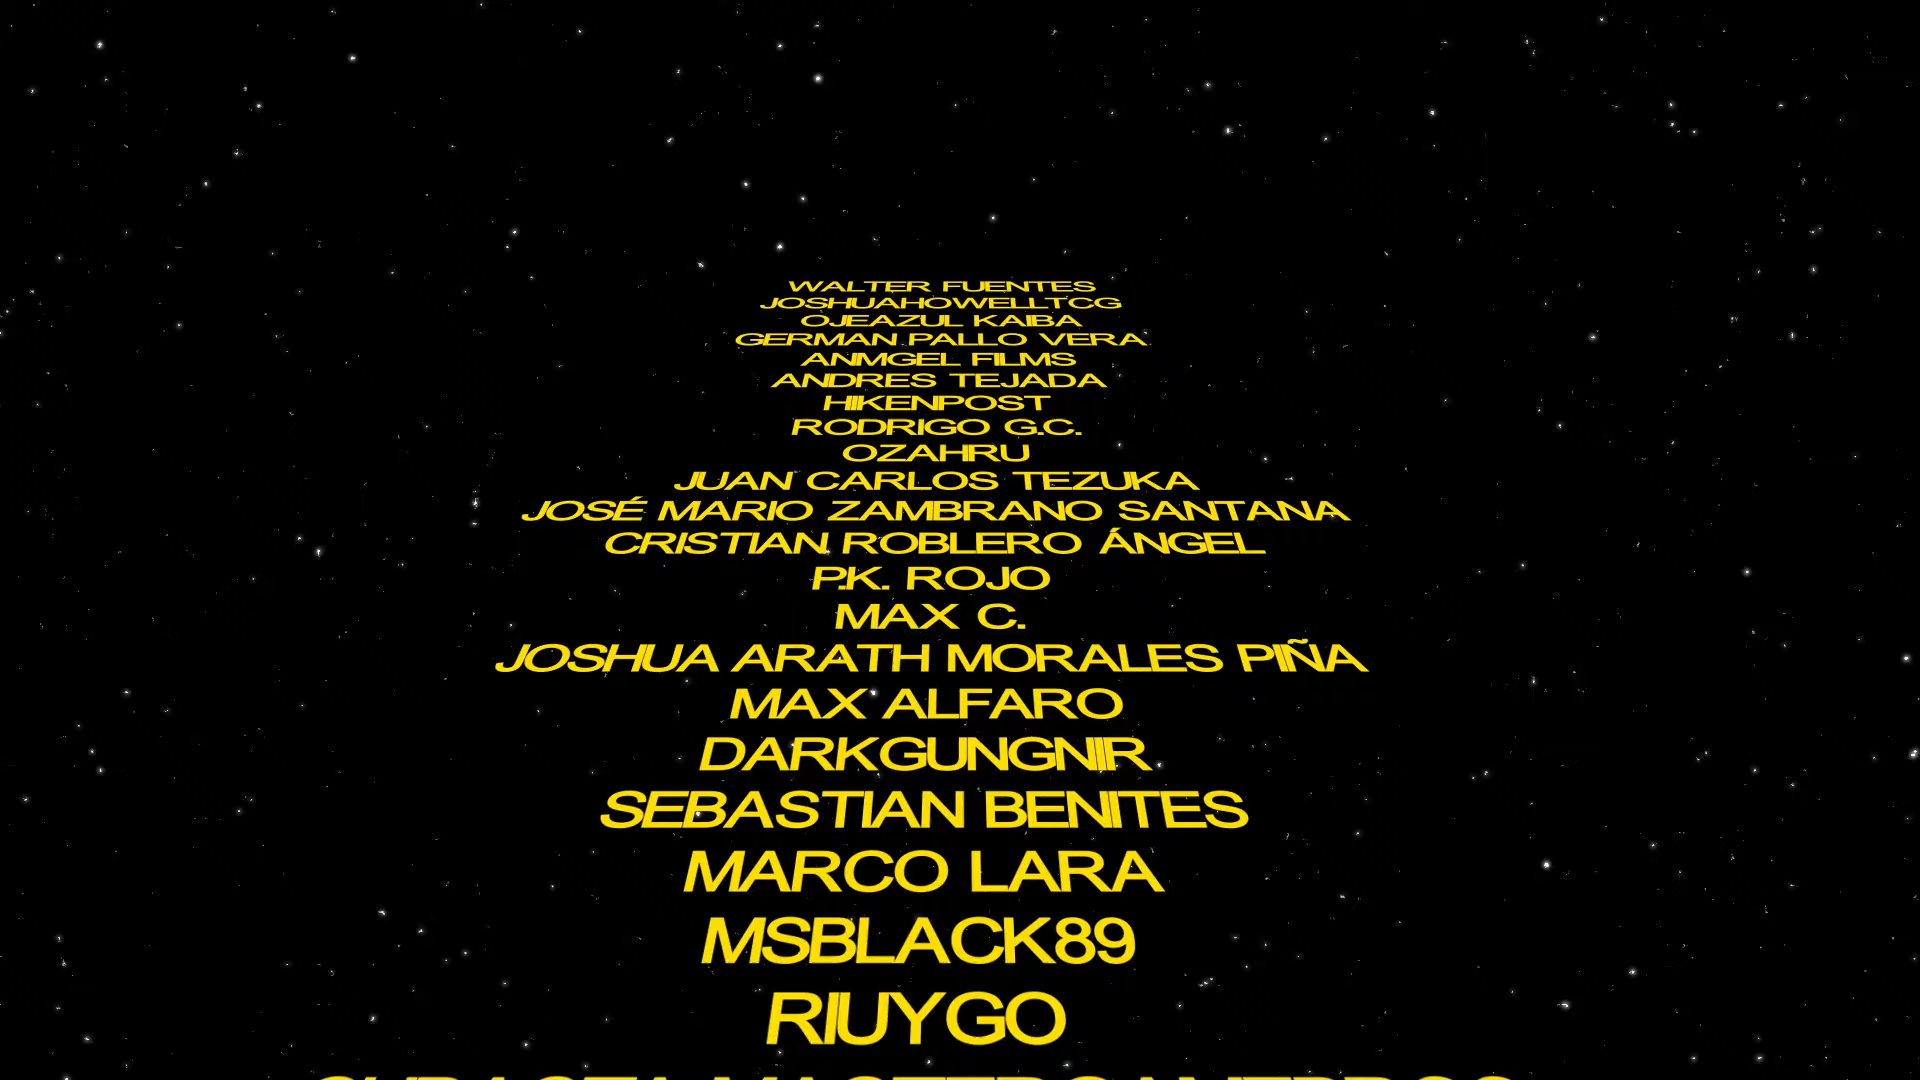 WALTER FUENTES
JOSHUAHOWELLTCG
OJEAZUL KAIBA
GERMAN PALLO VERA
ANMGEL FILMS
ANDRES TEJADA
HIKENPOST
RODRIGO G.C.
OZAHRU
JUAN CARLOS TEZUKA
JOSÉ MARIO ZAMBRANO SANTANA
CRISTIAN ROBLERO ÁNGEL
P.K. ROJO
MAX C.
JOSHUA ARATH MORALES PIÑA
MAX ALFARO
DARKGUNGNIR
SEBASTIAN BENITES
MARCO LARA
MSBLACK89
RIUYGO